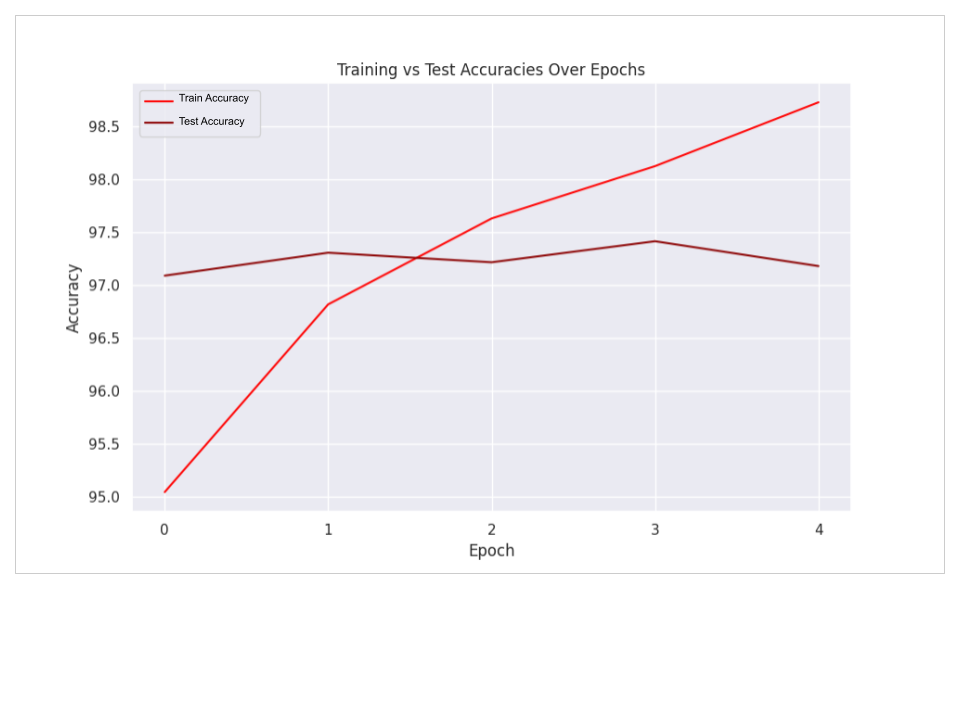 Training vs Test Accuracies Over Epochs
Train Accuracy
Test Accuracy
98.5
98.0
97.5
97.0
96.5
96.0
95.5
95.0
Accuracy
0 1 2 3 4
Epoch